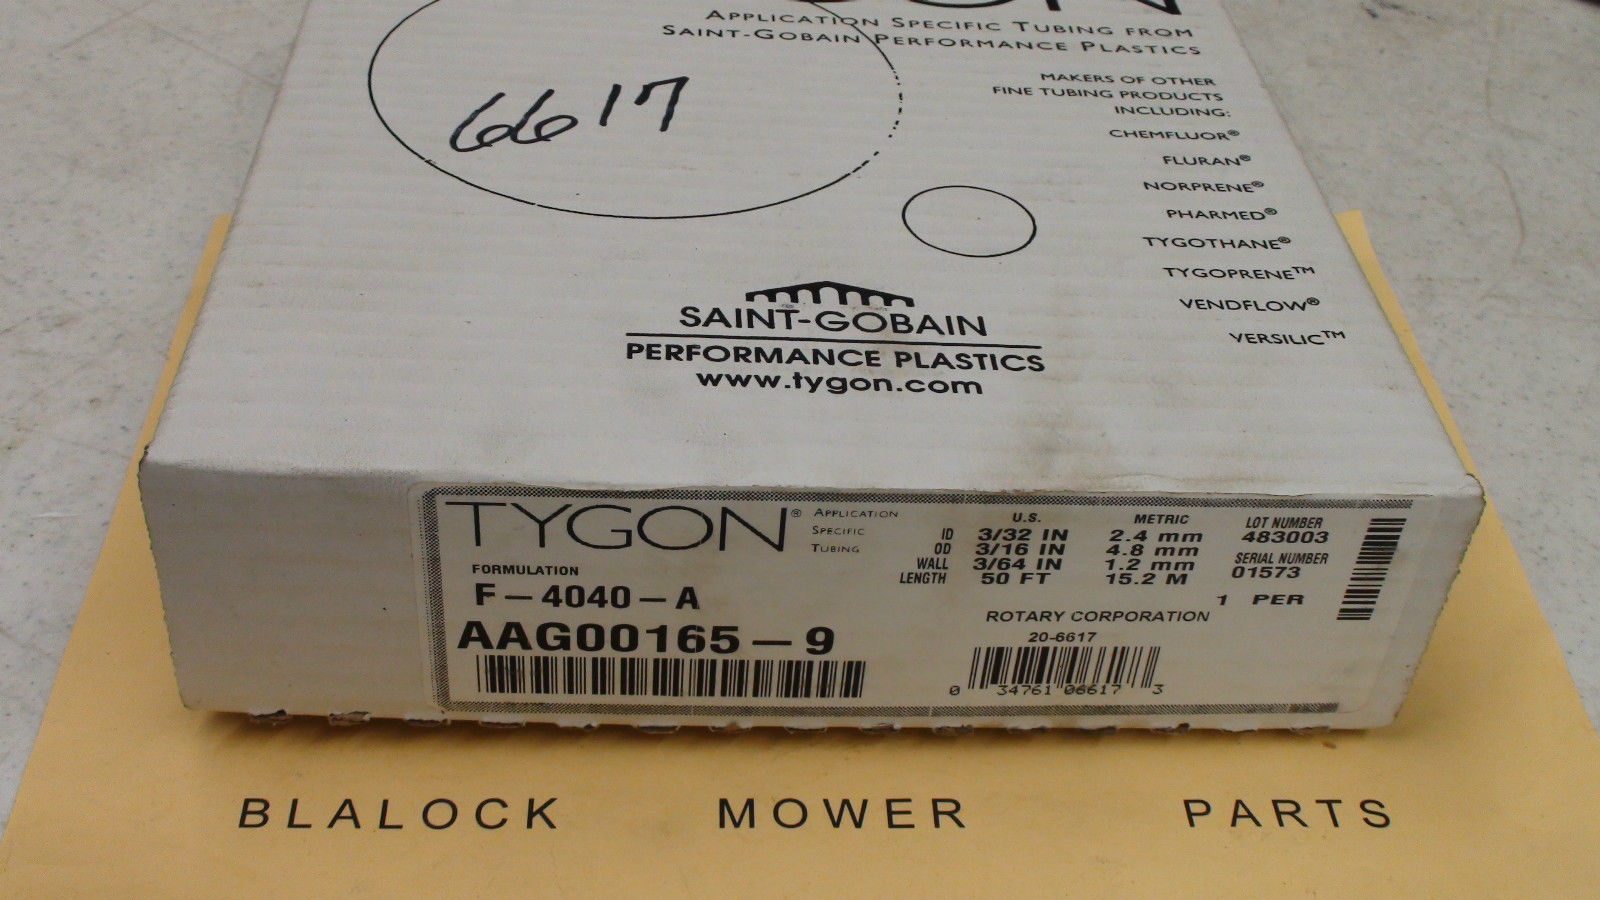 APPLICATION SPECIFIC TUBING FROM
SAINT-GOBAIN PERFORMANCE PLASTICS
6617
MAKERS OF OTHER
FINE TUBING PRODUCTS
INCLUDING:
CHEMFLUOR®
FLURAN®
NORPRENE®
PHARMED®
TYGOTHANE®
TYGOPRENE™
VENDFLOW®
VERSILIC™
SAINT-GOBAIN
PERFORMANCE PLASTICS
www.tygon.com
TYGON®
APPLICATION
SPECIFIC
TUBING
FORMULATION
F-4040-A
AAG00165-9
U.S. METRIC
ID 3/32 IN 2.4 mm
OD 3/16 IN 4.8 mm
WALL 3/64 IN 1.2 mm
LENGTH 50 FT 15.2 M
LOT NUMBER
483003
SERIAL NUMBER
01573
1 PER
ROTARY CORPORATION
20-6617
0 34761 06617 3
BLALOCK MOWER PARTS